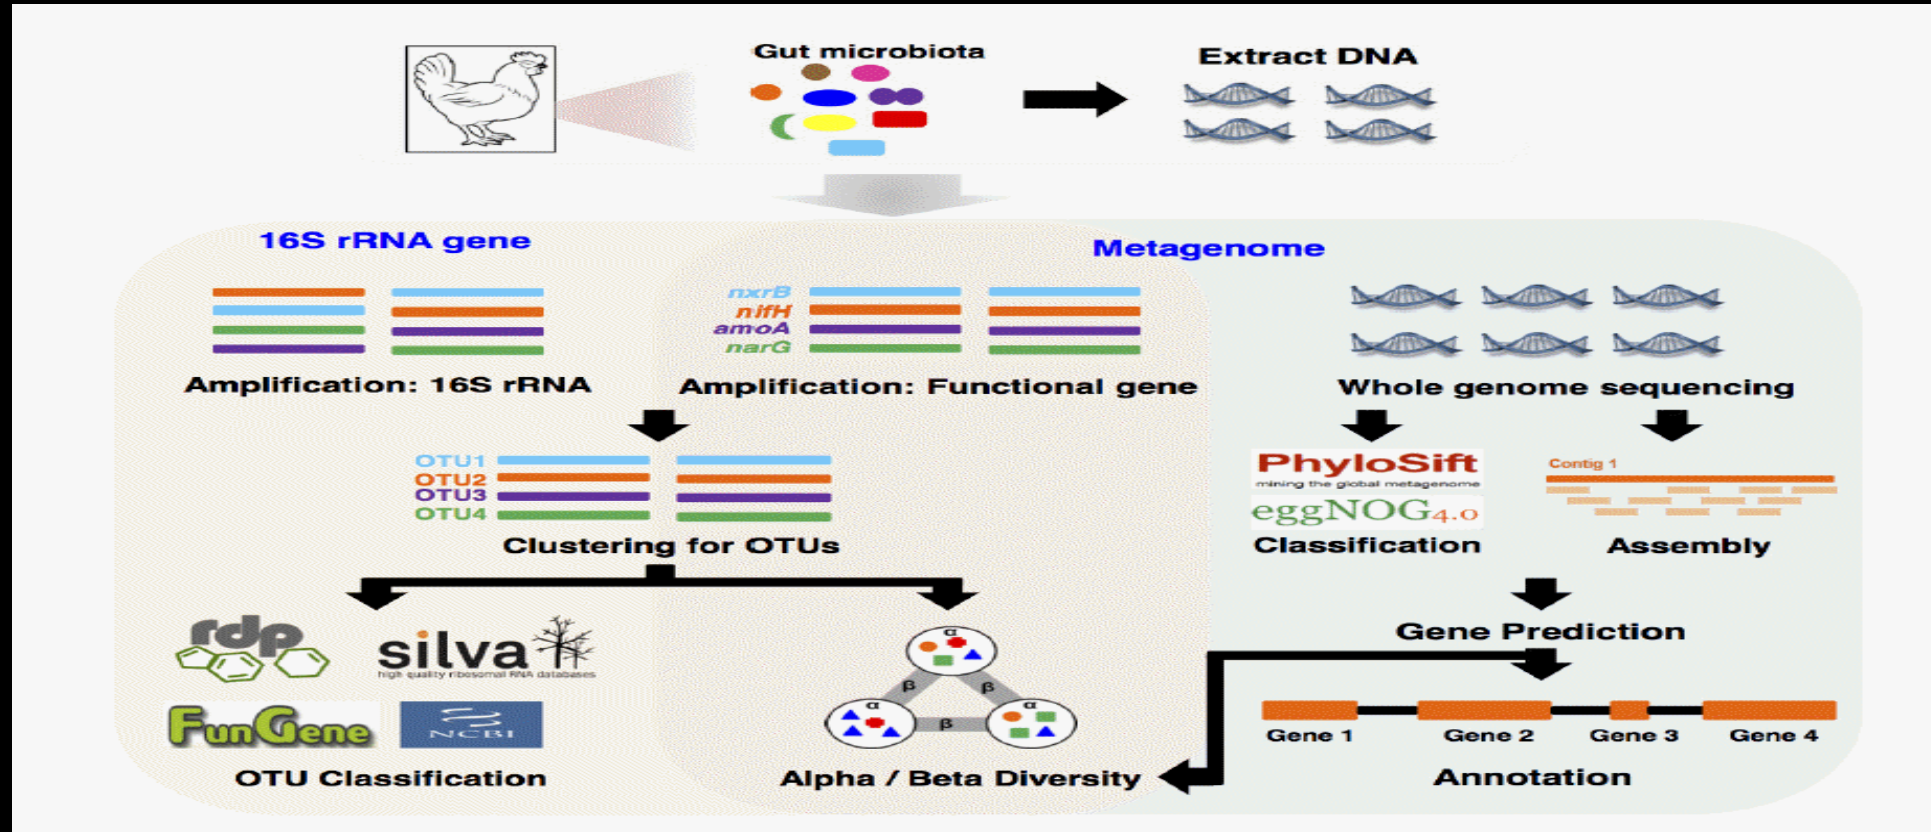 Gut microbiota
Extract DNA
16S rRNA gene
Metagenome
nxrB
nifH
amoA
narG
Amplification: 16S rRNA
Amplification: Functional gene
Whole genome sequencing
OTU1
OTU2
OTU3
OTU4
Clustering for OTUs
PhyloSift
mining the global metagenome
eggNOG4.0
Classification
Contig 1
Assembly
Gene Prediction
rdp
silva
high quality ribosomal RNA databases
FunGene
NCBI
OTU Classification
α
β
β
α
β
α
Alpha / Beta Diversity
Gene 1
Gene 2
Gene 3
Gene 4
Annotation